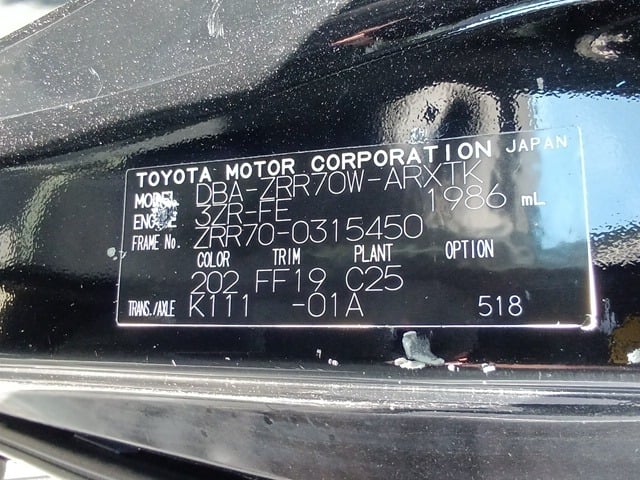 TOYOTA MOTOR CORPORATION JAPAN
MODEL DBA-ZRR70W-ARXTK
ENGINE 3ZR-FE 1986 mL
FRAME No. ZRR70-0315450
COLOR TRIM PLANT OPTION
202 FF19 C25
TRANS./AXLE K111 -01A 518